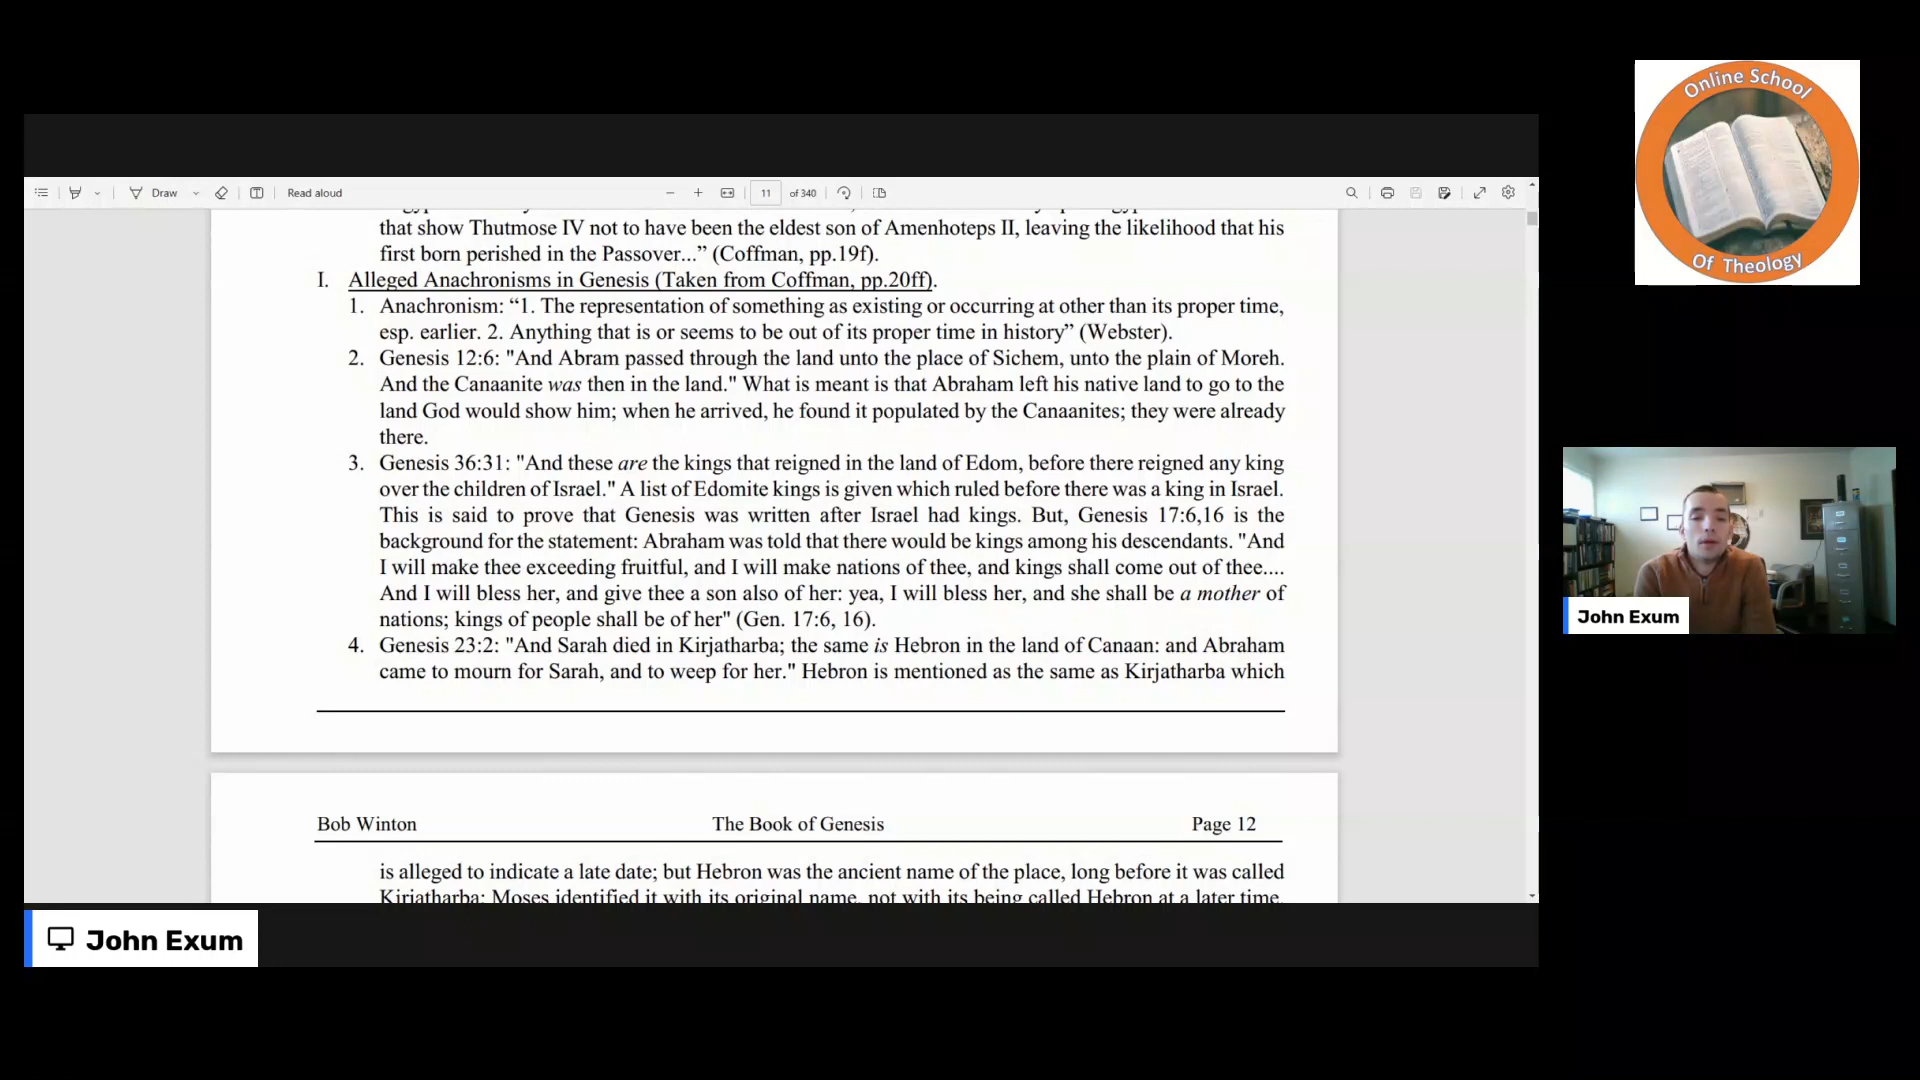 Online School
Of Theology
Draw
Read aloud
11
of 340
that show Thutmose IV not to have been the eldest son of Amenhoteps II, leaving the likelihood that his
first born perished in the Passover...” (Coffman, pp.19f).
I. Alleged Anachronisms in Genesis (Taken from Coffman, pp.20ff).
1. Anachronism: “1. The representation of something as existing or occurring at other than its proper time,
esp. earlier. 2. Anything that is or seems to be out of its proper time in history” (Webster).
2. Genesis 12:6: "And Abram passed through the land unto the place of Sichem, unto the plain of Moreh.
And the Canaanite was then in the land." What is meant is that Abraham left his native land to go to the
land God would show him; when he arrived, he found it populated by the Canaanites; they were already
there.
3. Genesis 36:31: "And these are the kings that reigned in the land of Edom, before there reigned any king
over the children of Israel." A list of Edomite kings is given which ruled before there was a king in Israel.
This is said to prove that Genesis was written after Israel had kings. But, Genesis 17:6,16 is the
background for the statement: Abraham was told that there would be kings among his descendants. "And
I will make thee exceeding fruitful, and I will make nations of thee, and kings shall come out of thee....
And I will bless her, and give thee a son also of her: yea, I will bless her, and she shall be a mother of
nations; kings of people shall be of her" (Gen. 17:6, 16).
4. Genesis 23:2: "And Sarah died in Kirjatharba; the same is Hebron in the land of Canaan: and Abraham
came to mourn for Sarah, and to weep for her." Hebron is mentioned as the same as Kirjatharba which
Bob Winton The Book of Genesis Page 12
is alleged to indicate a late date; but Hebron was the ancient name of the place, long before it was called
Kirjatharba; Moses identified it with its original name, not with its being called Hebron at a later time.
John Exum
John Exum